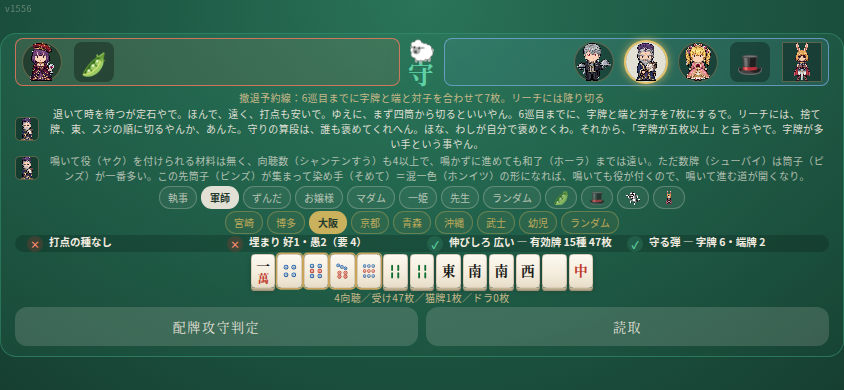 v1556
守
撤退予約線：6巡目までに字牌と端と対子を合わせて7枚。リーチには降り切る
退いて時を待つが定石やで。ほんで、遠く、打点も安いで。ゆえに、まず四筒から切るといいやん。6巡目までに、字牌と端と対子を7枚にするで。リーチには、捨て
牌、東、スジの順に切るやんか、あんた。守りの算段は、誰も褒めてくれへん。ほな、わしが自分で褒めとくわ。それから、「字牌が五枚以上」と言うやで。字牌が多
い手という事やん。
鳴いて役（ヤク）を付けられる材料は無く、向聴数（シャンテンすう）も4以上で、鳴かずに進めても和了（ホーラ）までは遠い。ただ数牌（シューパイ）は筒子（ピ
ンズ）が一番多い。この先筒子（ピンズ）が集まって染め手（そめて）＝混一色（ホンイツ）の形になれば、鳴いても役が付くので、鳴いて進む道が開くなり。
執事 軍師 ずんだ お嬢様 マダム 一姫 先生 ランダム
宮崎 博多 大阪 京都 青森 沖縄 武士 幼児 ランダム
× 打点の種なし × 埋まり 好1・愚2（要 4） ✓ 伸びしろ 広い — 有効牌 15種 47枚 ✓ 守る弾 — 字牌 6・端牌 2
一萬 東 南 南 西 中
4向聴／受け47枚／猫牌1枚／ドラ0枚
配牌攻守判定 読取